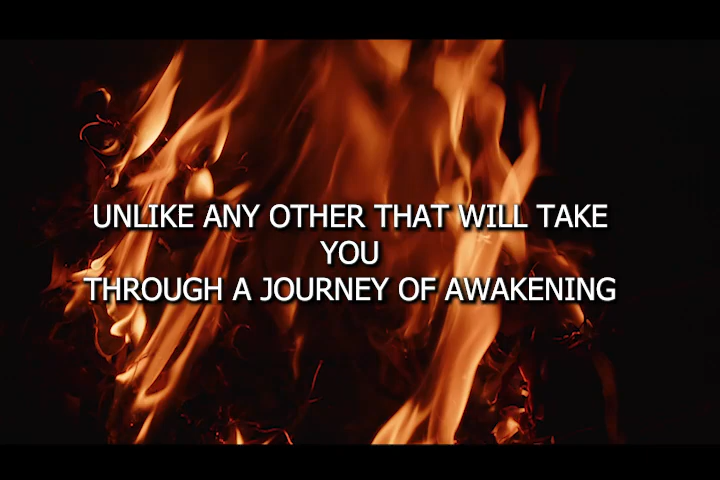 UNLIKE ANY OTHER THAT WILL TAKE
YOU
THROUGH A JOURNEY OF AWAKENING